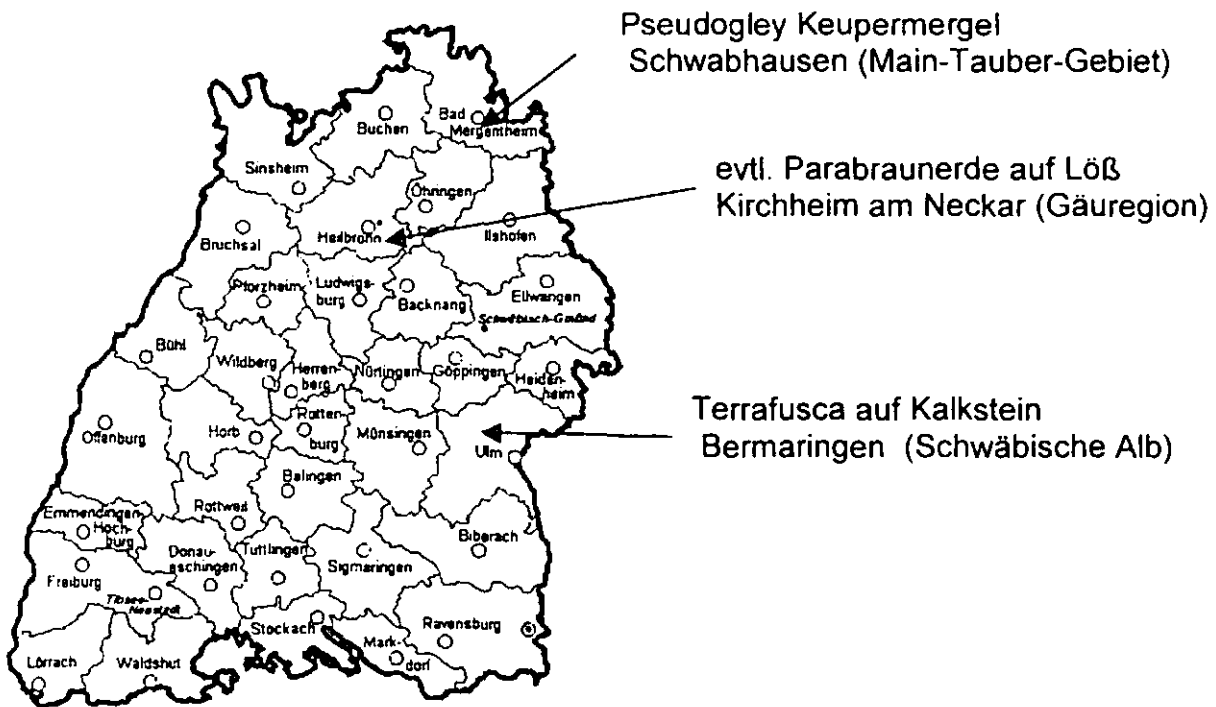 Pseudogley Keupermergel
Schwabhausen (Main-Tauber-Gebiet)
Buchen
Bad
Mergentheim
evtl. Parabraunerde auf Löß
Kirchheim am Neckar (Gäuregion)
Sinsheim
Öhringen
Heilbronn
Ilshofen
Bruchsal
Pforzheim
Ludwigs-
burg
Backnang
Ellwangen
Schwäbisch-Gmünd
Bühl
Wildberg
Herren-
berg
Nürtingen
Göppingen
Heiden-
heim
Terrafusca auf Kalkstein
Bermaringen (Schwäbische Alb)
Offenburg
Horb
Rotten-
burg
Münsingen
Ulm
Balingen
Rottweil
Emmendingen-
Hoch-
burg
Donau-
eschingen
Tuttlingen
Sigmaringen
Biberach
Freiburg
Titisee-
Neustadt
Stockach
Mark-
dorf
Ravensburg
Lörrach
Waldshut